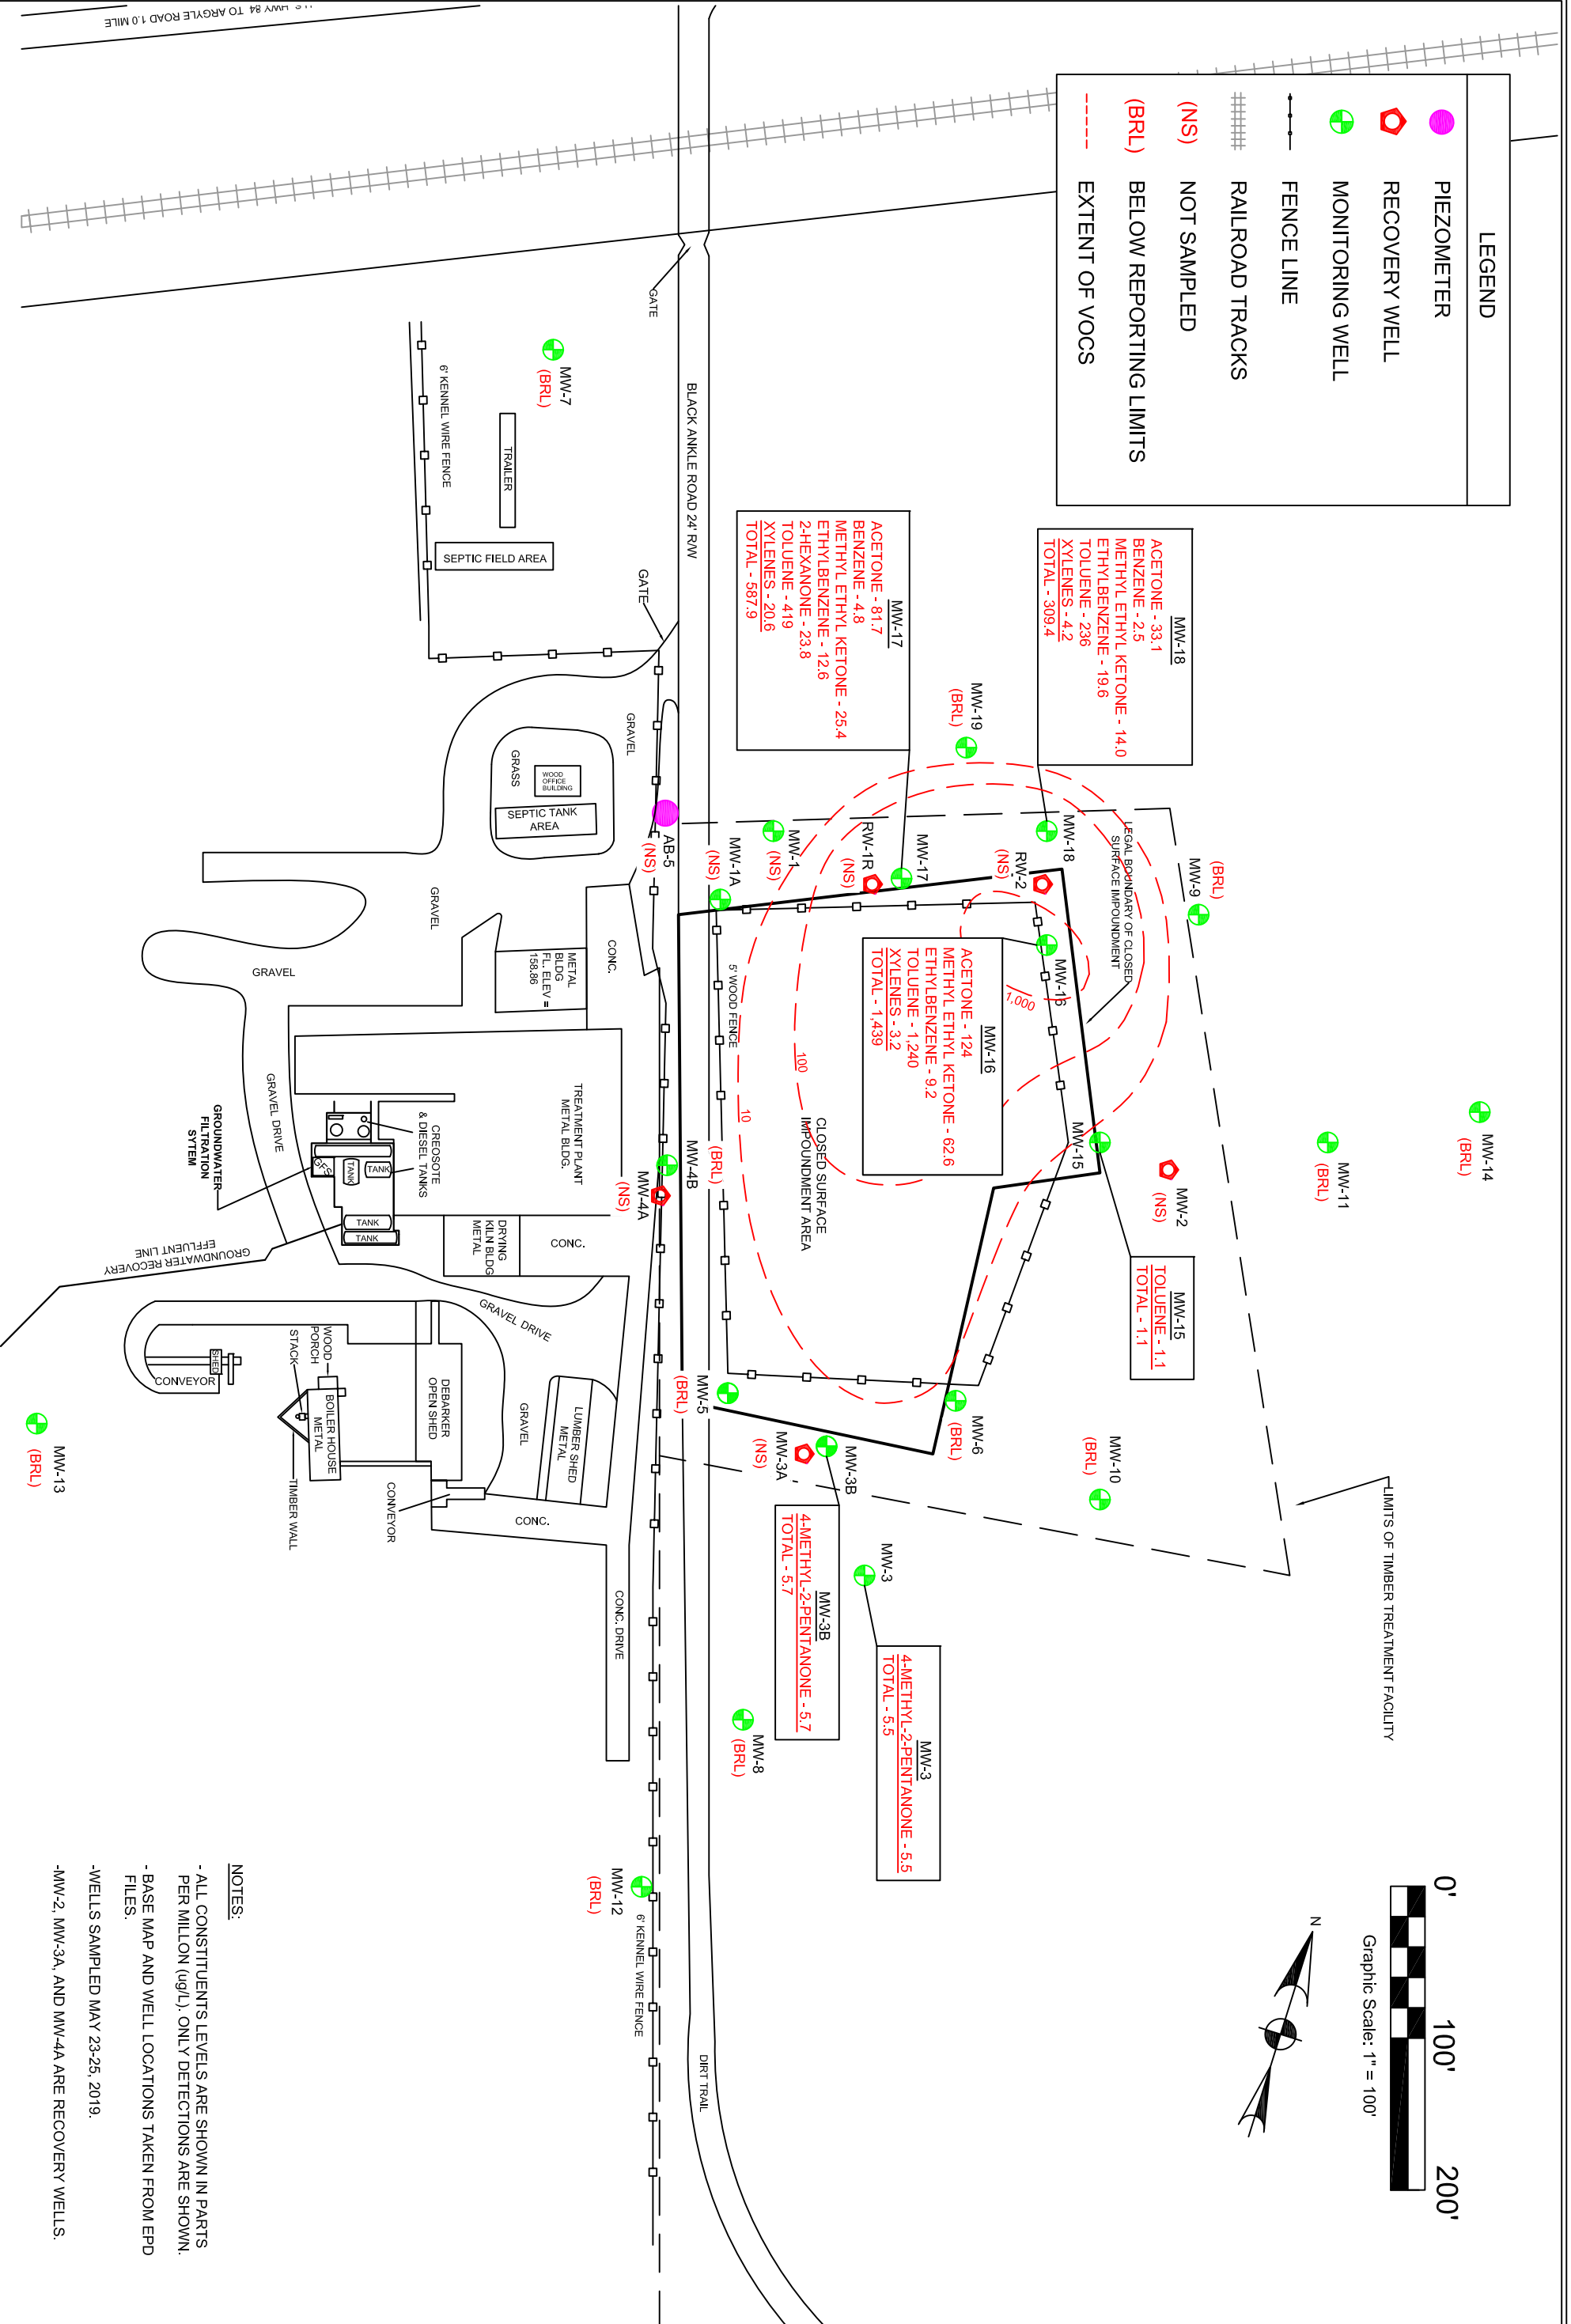 LEGEND
PIEZOMETER
RECOVERY WELL
MONITORING WELL
FENCE LINE
RAILROAD TRACKS
(NS) NOT SAMPLED
(BRL) BELOW REPORTING LIMITS
EXTENT OF VOCS
0' 100' 200'
Graphic Scale: 1" = 100'
N
MW-14
(BRL)
MW-11
(BRL)
(BRL)
MW-9
MW-2
(NS)
LIMITS OF TIMBER TREATMENT FACILITY
MW-18
ACETONE - 33.1
BENZENE - 2.5
METHYL ETHYL KETONE - 14.0
ETHYLBENZENE - 19.6
TOLUENE - 236
XYLENES - 4.2
TOTAL - 309.4
MW-15
TOLUENE - 1.1
TOTAL - 1.1
LEGAL BOUNDARY OF CLOSED
SURFACE IMPOUNDMENT
MW-10
(BRL)
MW-18
MW-15
MW-16
RW-2
(NS)
1,000
MW-19
(BRL)
MW-16
ACETONE - 124
METHYL ETHYL KETONE - 62.6
ETHYLBENZENE - 9.2
TOLUENE - 1,240
XYLENES - 3.2
TOTAL - 1,439
MW-6
(BRL)
MW-17
ACETONE - 81.7
BENZENE - 4.8
METHYL ETHYL KETONE - 25.4
ETHYLBENZENE - 12.6
2-HEXANONE - 23.8
TOLUENE - 419
XYLENES - 20.6
TOTAL - 587.9
MW-17
RW-1R
(NS)
MW-3
MW-3
4-METHYL-2-PENTANONE - 5.5
TOTAL - 5.5
MW-3B
MW-3A
(NS)
MW-3B
4-METHYL-2-PENTANONE - 5.7
TOTAL - 5.7
CLOSED SURFACE
IMPOUNDMENT AREA
100
10
MW-1
(NS)
MW-1A
(NS)
5' WOOD FENCE
(BRL)
MW-4B
MW-4A
(NS)
MW-5
(BRL)
MW-8
(BRL)
BLACK ANKLE ROAD 24' R/W
DIRT TRAIL
GATE
GATE
AB-5
(NS)
MW-12
(BRL)
6' KENNEL WIRE FENCE
MW-7
(BRL)
TRAILER
6' KENNEL WIRE FENCE
SEPTIC FIELD AREA
GRAVEL
GRASS
WOOD
OFFICE
BUILDING
SEPTIC TANK
AREA
GRAVEL
GRAVEL
CONC.
METAL
BLDG
FL. ELEV =
158.86
TREATMENT PLANT
METAL BLDG.
GRAVEL DRIVE
CREOSOTE
& DIESEL TANKS
TANK
TANK
GFS
TANK
TANK
GROUNDWATER
FILTRATION
SYTEM
GROUNDWATER RECOVERY
EFFLUENT LINE
CONC.
DRYING
KILN BLDG
METAL
GRAVEL DRIVE
CONC. DRIVE
LUMBER SHED
METAL
GRAVEL
CONC.
DEBARKER
OPEN SHED
CONVEYOR
WOOD
PORCH
STACK
BOILER HOUSE
METAL
TIMBER WALL
SHED
CONVEYOR
MW-13
(BRL)
U.S. HWY 84 TO ARGYLE ROAD 1.0 MILE
NOTES:
- ALL CONSTITUENTS LEVELS ARE SHOWN IN PARTS
PER MILLON (ug/L). ONLY DETECTIONS ARE SHOWN.
- BASE MAP AND WELL LOCATIONS TAKEN FROM EPD
FILES.
-WELLS SAMPLED MAY 23-25, 2019.
-MW-2, MW-3A, AND MW-4A ARE RECOVERY WELLS.